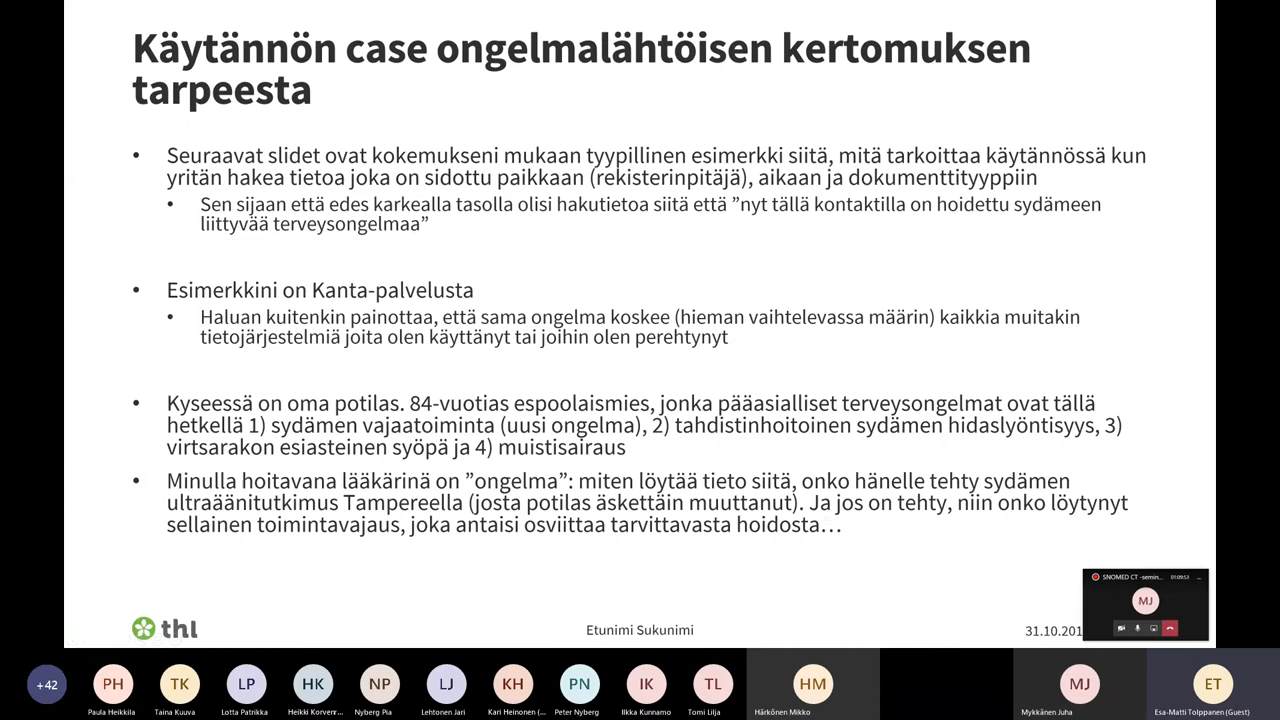 Käytännön case ongelmalähtöisen kertomuksen
tarpeesta
• Seuraavat slidet ovat kokemukseni mukaan tyypillinen esimerkki siitä, mitä tarkoittaa käytännössä kun
yritän hakea tietoa joka on sidottu paikkaan (rekisterinpitäjä), aikaan ja dokumenttityyppiin
• Sen sijaan että edes karkealla tasolla olisi hakutietoa siitä että ”nyt tällä kontaktilla on hoidettu sydämeen
liittyvää terveysongelmaa”
• Esimerkkini on Kanta-palvelusta
• Haluan kuitenkin painottaa, että sama ongelma koskee (hieman vaihtelevassa määrin) kaikkia muitakin
tietojärjestelmiä joita olen käyttänyt tai joihin olen perehtynyt
• Kyseessä on oma potilas. 84-vuotias espoolaismies, jonka pääasialliset terveysongelmat ovat tällä
hetkellä 1) sydämen vajaatoiminta (uusi ongelma), 2) tahdistinhoitoinen sydämen hidaslyöntisyys, 3)
virtsarakon esiasteinen syöpä ja 4) muistisairaus
• Minulla hoitavana lääkärinä on ”ongelma”: miten löytää tieto siitä, onko hänelle tehty sydämen
ultraäänitutkimus Tampereella (josta potilas äskettäin muuttanut). Ja jos on tehty, niin onko löytynyt
sellainen toimintavajaus, joka antaisi osviittaa tarvittavasta hoidosta…
SNOMED CT -semin... 01:09:53 ...
MJ
thl
Etunimi Sukunimi
31.10.201
+42 PH TK LP HK NP LJ KH PN IK TL HM MJ ET
Paula Heikkila Taina Kuuva Lotta Patrikka Heikki Korvenr... Nyberg Pia Lehtonen Jari Kari Heinonen (... Peter Nyberg Ilkka Kunnamo Tomi Lilja Härkönen Mikko Mykkänen Juha Esa-Matti Tolppanen (Guest)